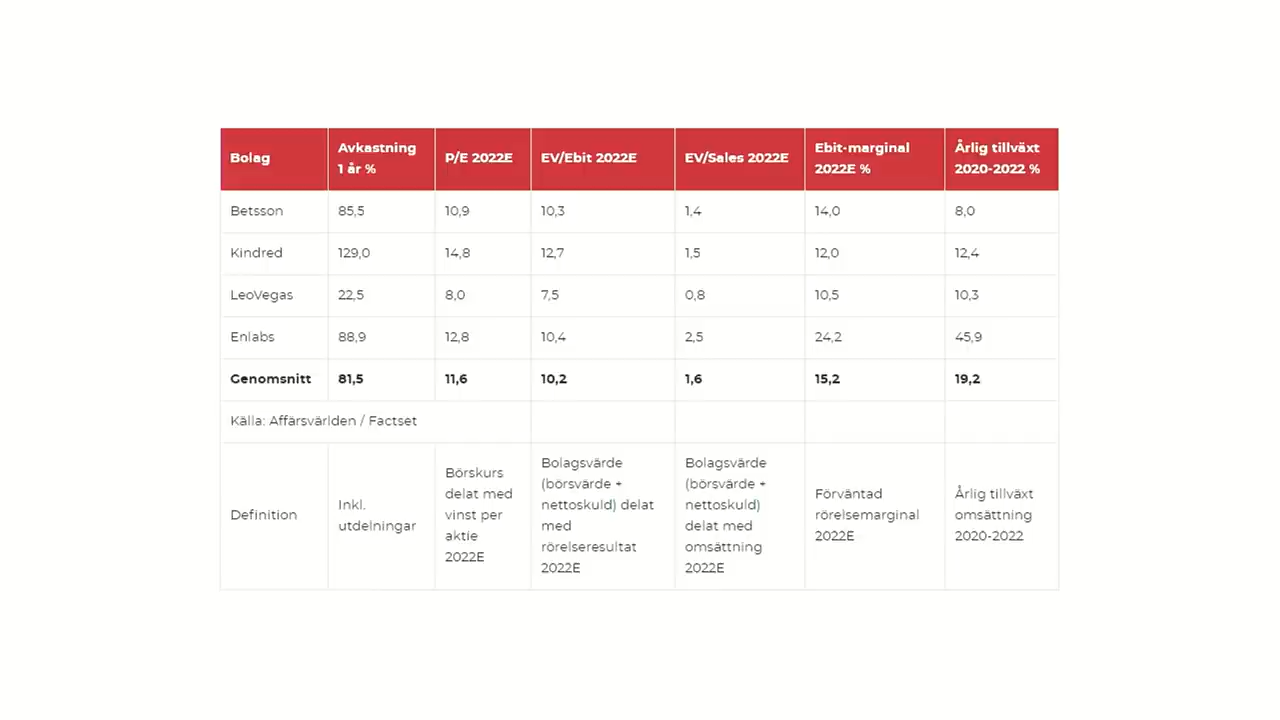 Bolag | Avkastning 1 år % | P/E 2022E | EV/Ebit 2022E | EV/Sales 2022E | Ebit-marginal 2022E % | Årlig tillväxt 2020-2022 %
Betsson | 85,5 | 10,9 | 10,3 | 1,4 | 14,0 | 8,0
Kindred | 129,0 | 14,8 | 12,7 | 1,5 | 12,0 | 12,4
LeoVegas | 22,5 | 8,0 | 7,5 | 0,8 | 10,5 | 10,3
Enlabs | 88,9 | 12,8 | 10,4 | 2,5 | 24,2 | 45,9
Genomsnitt | 81,5 | 11,6 | 10,2 | 1,6 | 15,2 | 19,2
Källa: Affärsvärlden / Factset
Definition | Inkl. utdelningar | Börskurs delat med vinst per aktie 2022E | Bolagsvärde (börsvärde + nettoskuld) delat med rörelseresultat 2022E | Bolagsvärde (börsvärde + nettoskuld) delat med omsättning 2022E | Förväntad rörelsemarginal 2022E | Årlig tillväxt omsättning 2020-2022